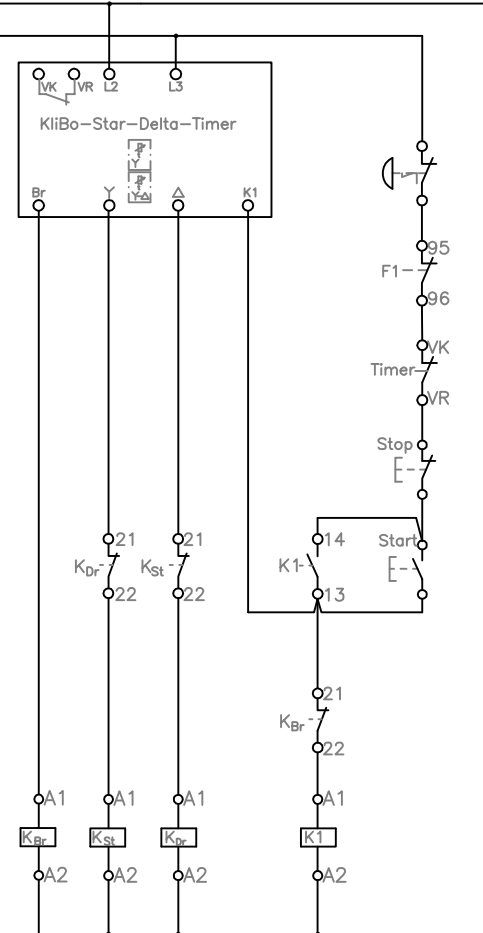 VK VR L2 L3
KliBo-Star-Delta-Timer
Y
Y-Δ
Br Y Δ K1
95
F1
96
VK
Timer
VR
Stop
21 21 14 Start
KDr KSt K1
22 22 13
21
KBr
22
A1 A1 A1 A1
KBr KSt KDr K1
A2 A2 A2 A2